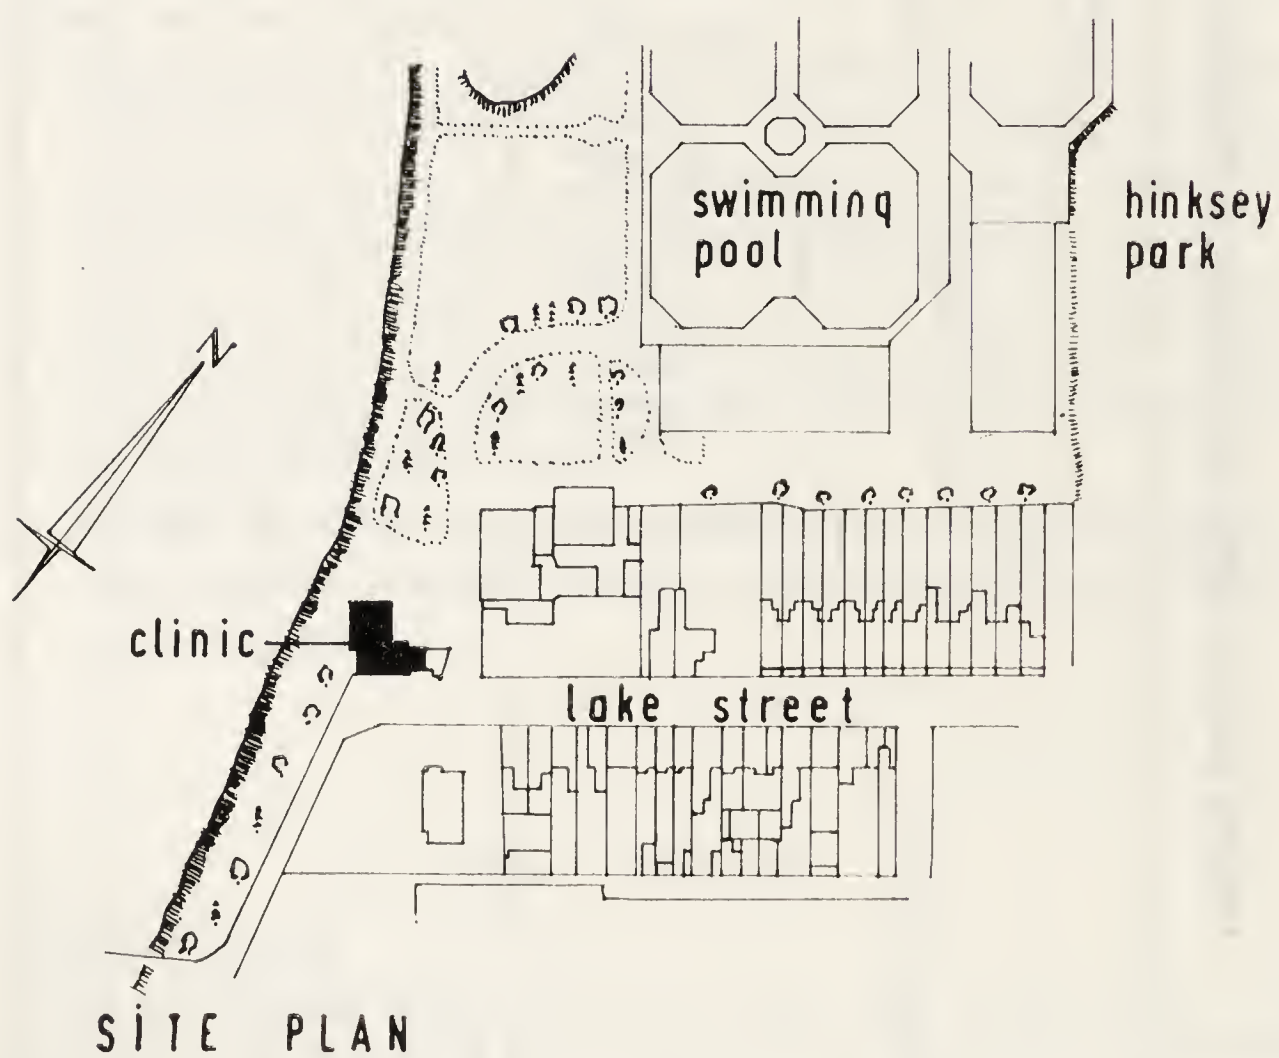 swimming
pool
hinksey
park
N
clinic
lake street
SITE PLAN